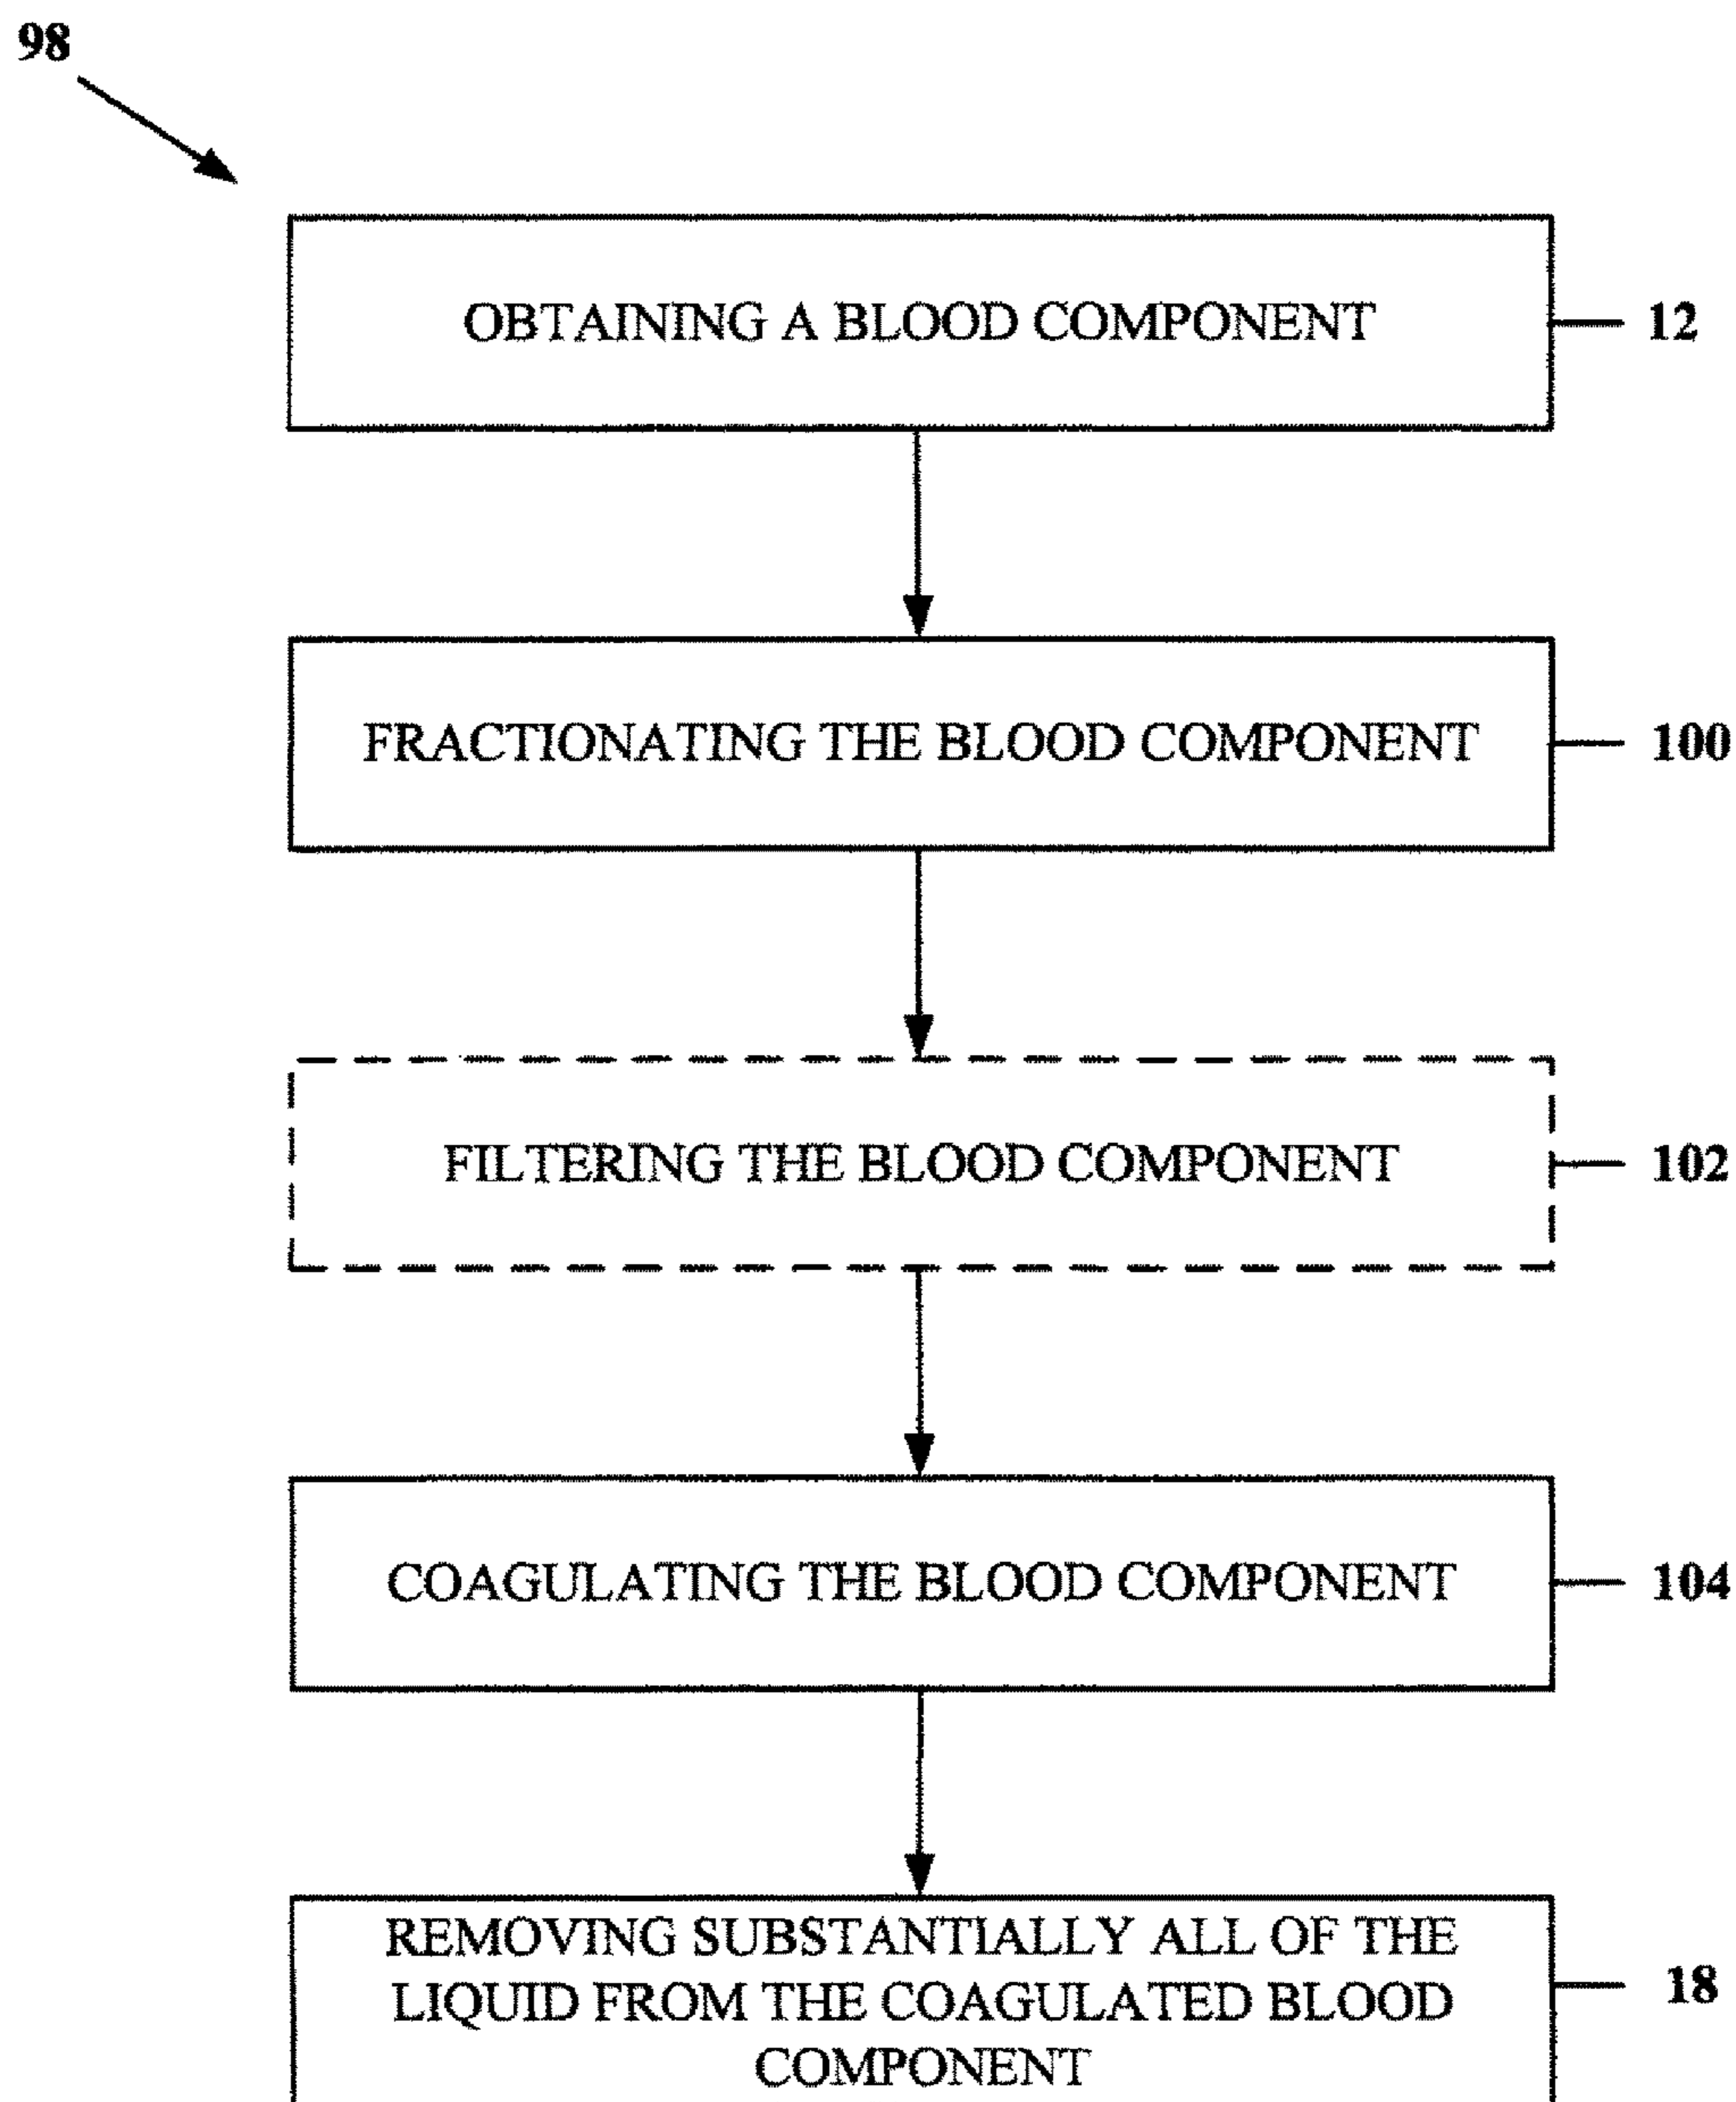 98
OBTAINING A BLOOD COMPONENT
12
FRACTIONATING THE BLOOD COMPONENT
100
FILTERING THE BLOOD COMPONENT
102
COAGULATING THE BLOOD COMPONENT
104
REMOVING SUBSTANTIALLY ALL OF THE
LIQUID FROM THE COAGULATED BLOOD
COMPONENT
18